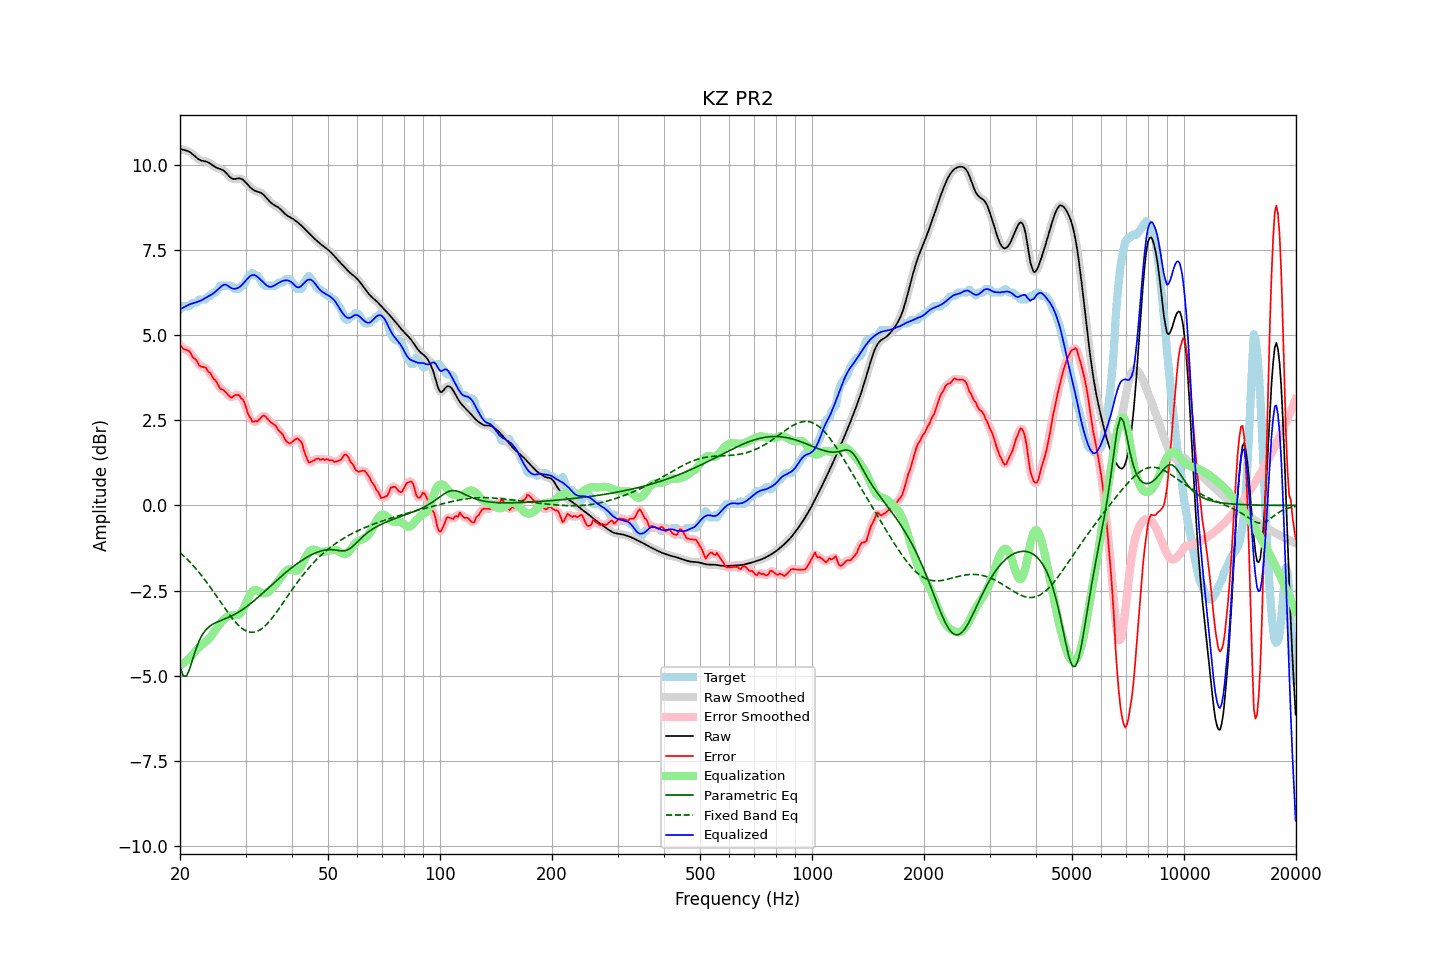 KZ PR2
Amplitude (dBr)
10.0
7.5
5.0
2.5
0.0
−2.5
−5.0
−7.5
−10.0
Target
Raw Smoothed
Error Smoothed
Raw
Error
Equalization
Parametric Eq
Fixed Band Eq
Equalized
20 50 100 200 500 1000 2000 5000 10000 20000
Frequency (Hz)